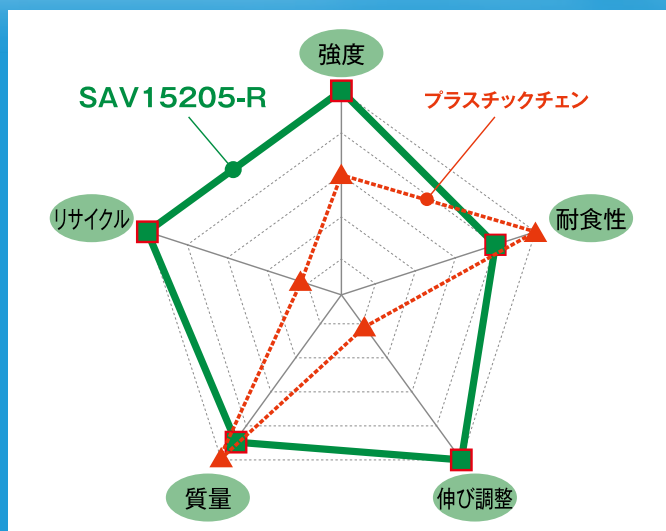 強度
SAV15205-R
プラスチックチェン
リサイクル
耐食性
質量
伸び調整